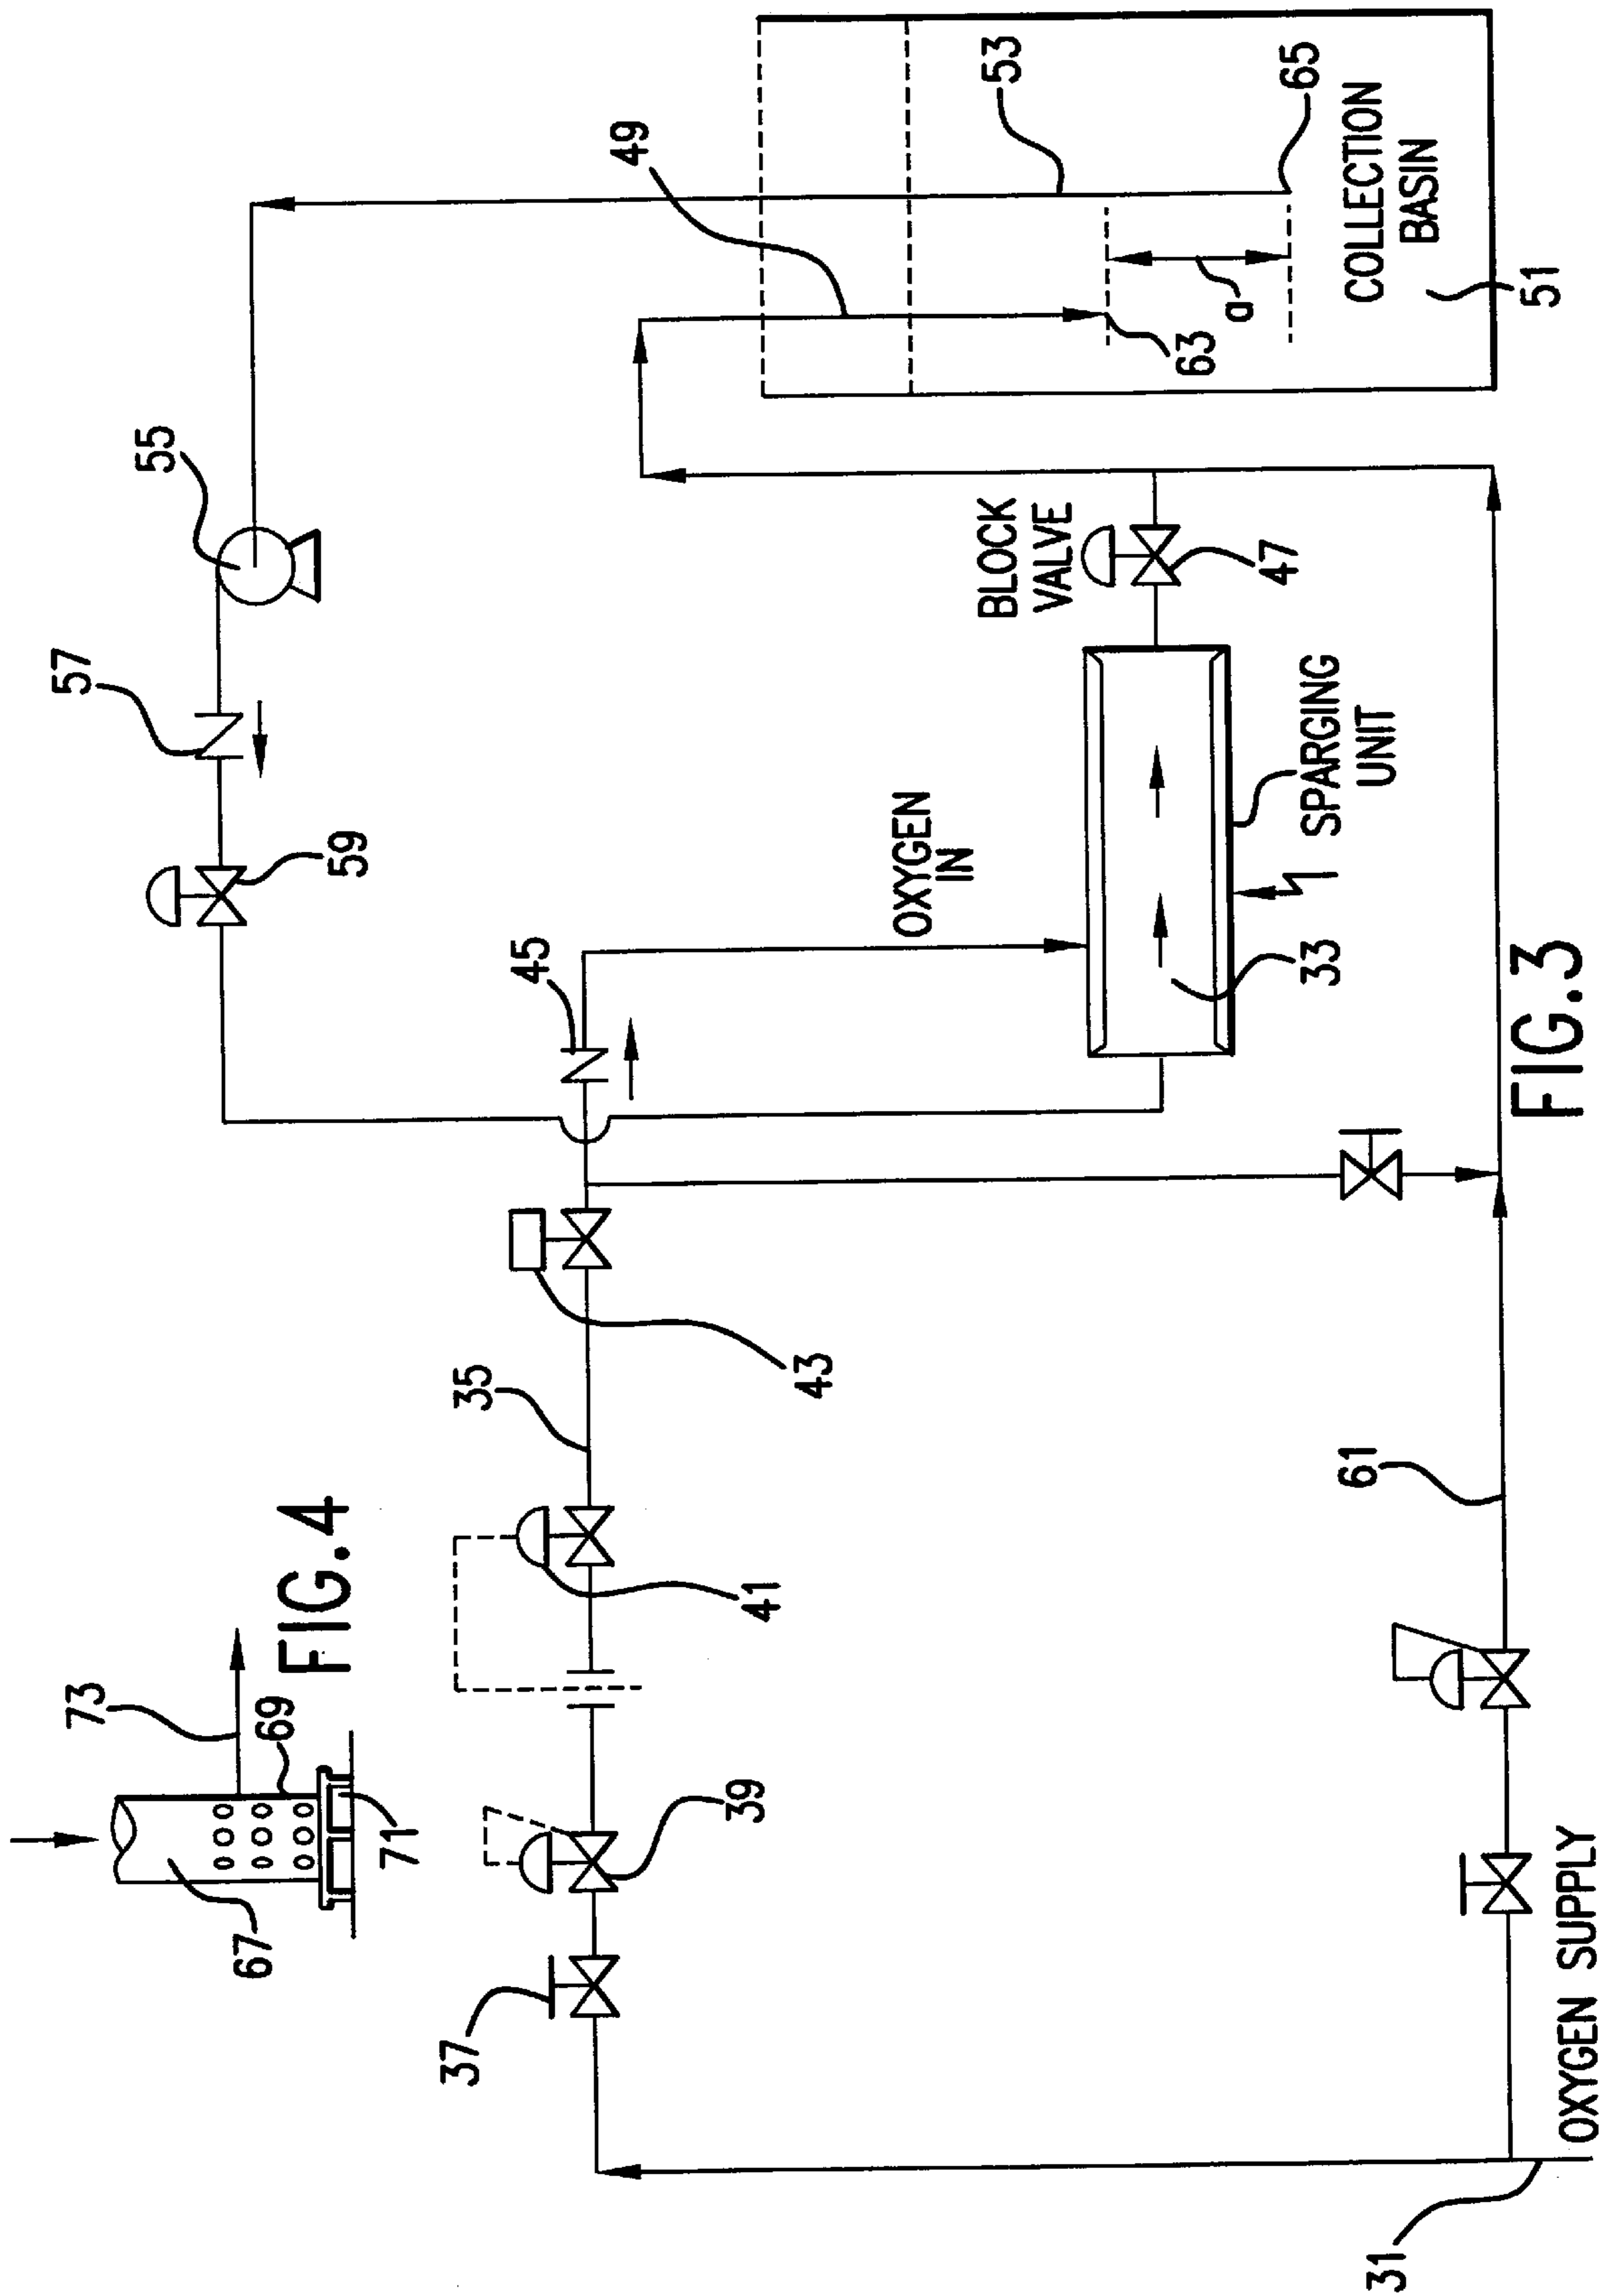 73
69
67
71
FIG.4
57
55
59
49
53
65
63
a
COLLECTION
BASIN
51
45
OXYGEN
IN
BLOCK
VALVE
47
SPARGING
UNIT
33
35
43
37
39
41
61
31
OXYGEN SUPPLY
FIG.3